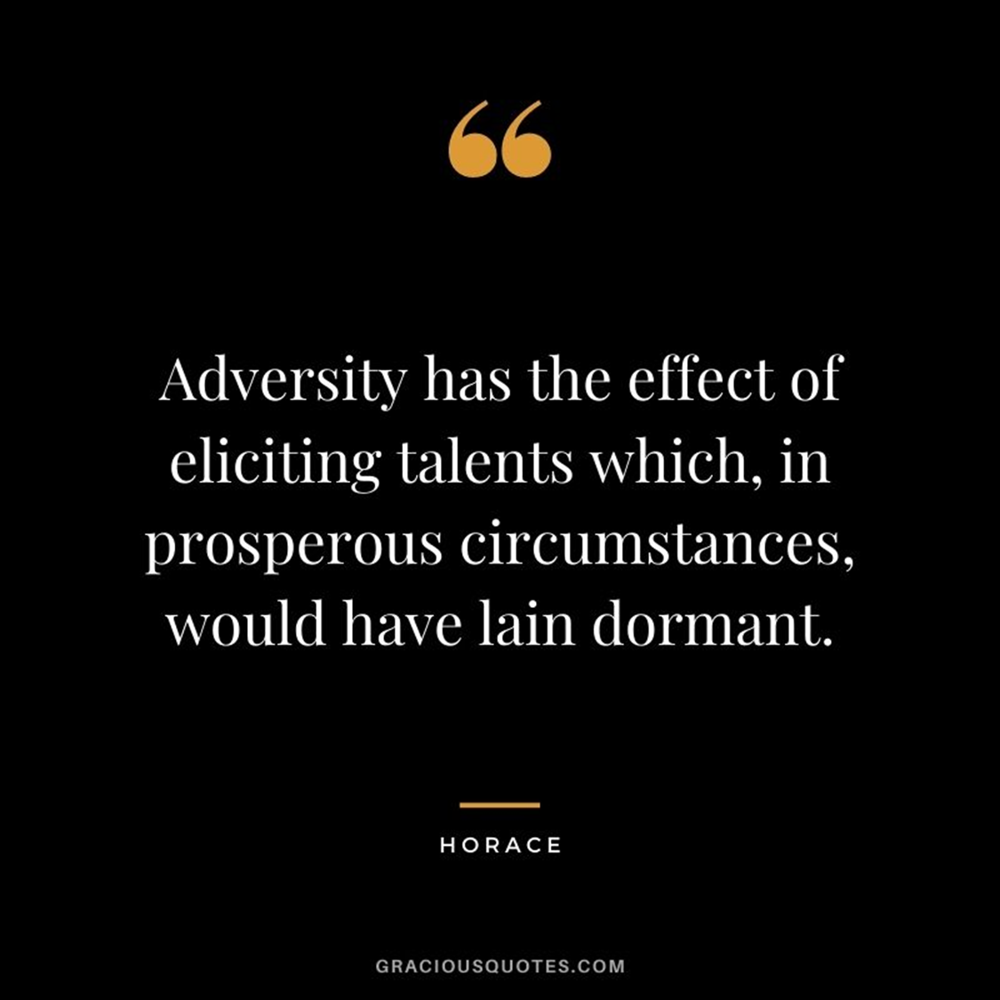 “
Adversity has the effect of
eliciting talents which, in
prosperous circumstances,
would have lain dormant.
HORACE
GRACIOUSQUOTES.COM